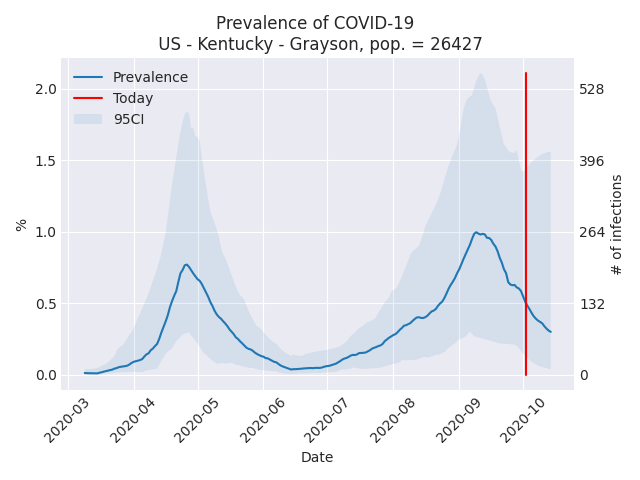 Prevalence of COVID-19
US - Kentucky - Grayson, pop. = 26427
Prevalence
Today
95CI
2.0
1.5
1.0
0.5
0.0
%
528
396
264
132
0
# of infections
2020-03
2020-04
2020-05
2020-06
2020-07
2020-08
2020-09
2020-10
Date